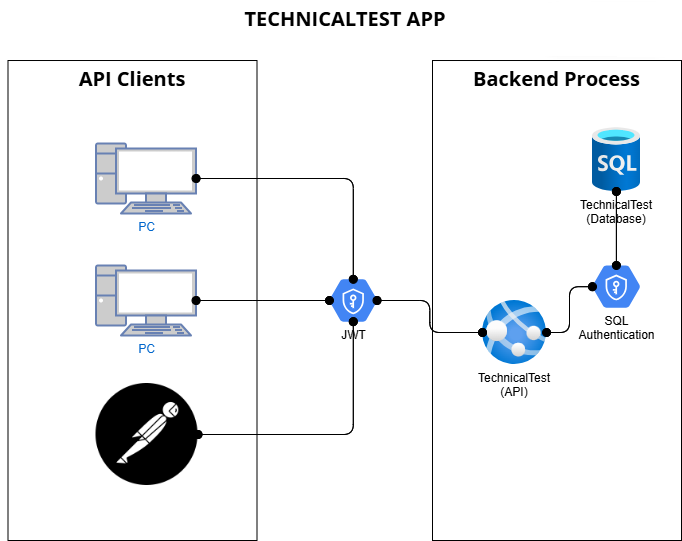 TECHNICALTEST APP
API Clients
PC
PC
JWT
Backend Process
SQL
TechnicalTest
(Database)
SQL
Authentication
TechnicalTest
(API)